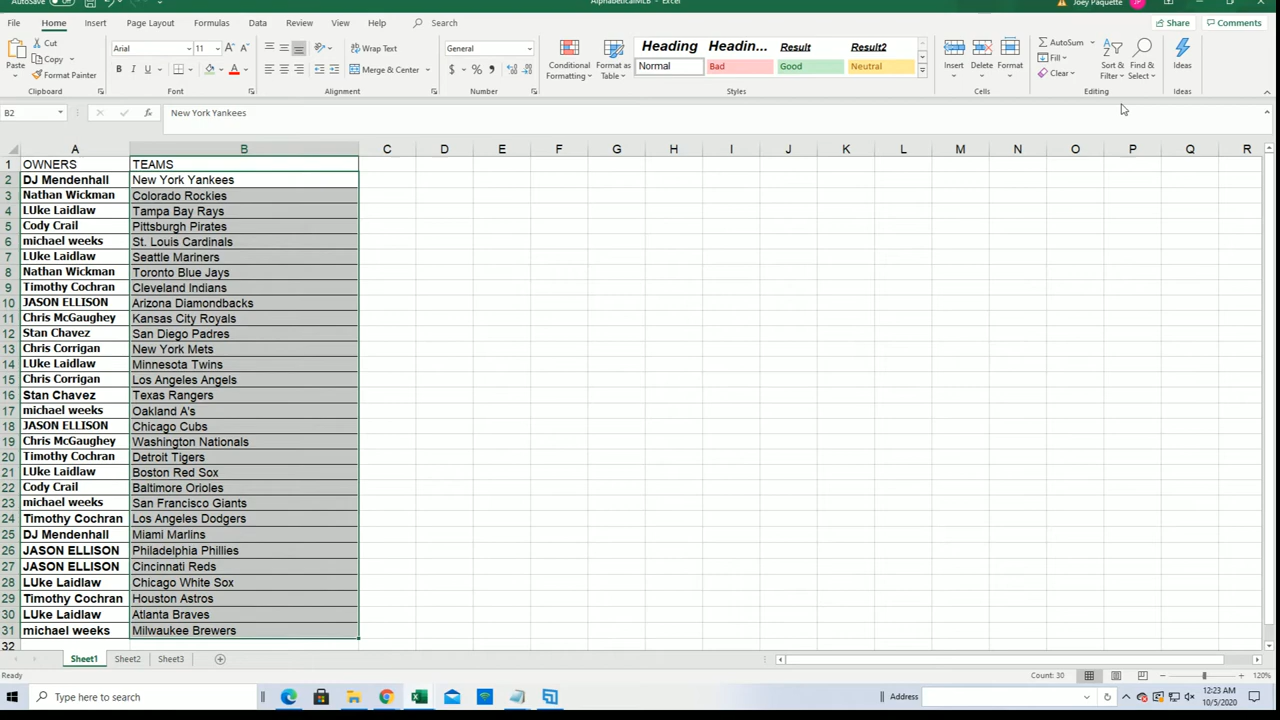 AutoSave Off AlphabeticalMLB - Excel Joey Paquette JP
File Home Insert Page Layout Formulas Data Review View Help Search Share Comments
Paste Cut Copy Format Painter Clipboard
Arial 11 A A B I U A Font
Wrap Text Merge & Center Alignment
General $ % Number
Conditional Formatting Format as Table
Heading Headin... Result Result2
Normal Bad Good Neutral
Styles
Insert Delete Format Cells
AutoSum Fill Clear Sort & Filter Find & Select Editing
Ideas Ideas
B2 fx New York Yankees
A B C D E F G H I J K L M N O P Q R
1 OWNERS TEAMS
2 DJ Mendenhall New York Yankees
3 Nathan Wickman Colorado Rockies
4 LUke Laidlaw Tampa Bay Rays
5 Cody Crail Pittsburgh Pirates
6 michael weeks St. Louis Cardinals
7 LUke Laidlaw Seattle Mariners
8 Nathan Wickman Toronto Blue Jays
9 Timothy Cochran Cleveland Indians
10 JASON ELLISON Arizona Diamondbacks
11 Chris McGaughey Kansas City Royals
12 Stan Chavez San Diego Padres
13 Chris Corrigan New York Mets
14 LUke Laidlaw Minnesota Twins
15 Chris Corrigan Los Angeles Angels
16 Stan Chavez Texas Rangers
17 michael weeks Oakland A's
18 JASON ELLISON Chicago Cubs
19 Chris McGaughey Washington Nationals
20 Timothy Cochran Detroit Tigers
21 LUke Laidlaw Boston Red Sox
22 Cody Crail Baltimore Orioles
23 michael weeks San Francisco Giants
24 Timothy Cochran Los Angeles Dodgers
25 DJ Mendenhall Miami Marlins
26 JASON ELLISON Philadelphia Phillies
27 JASON ELLISON Cincinnati Reds
28 LUke Laidlaw Chicago White Sox
29 Timothy Cochran Houston Astros
30 LUke Laidlaw Atlanta Braves
31 michael weeks Milwaukee Brewers
32
Sheet1 Sheet2 Sheet3
Ready Count: 30 120%
Type here to search Address 12:23 AM
10/5/2020